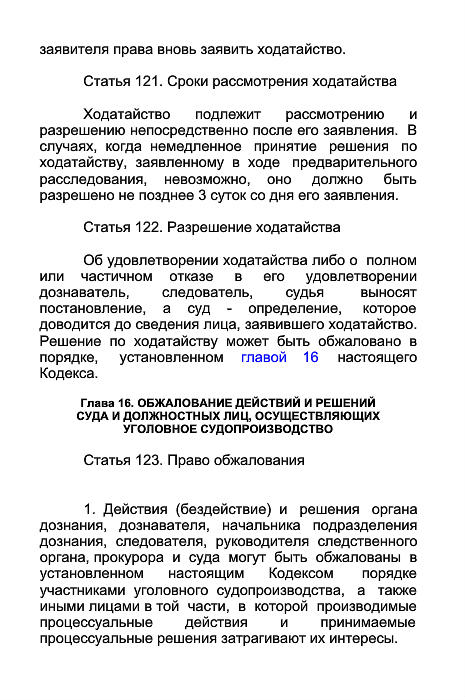 заявителя права вновь заявить ходатайство.
Статья 121. Сроки рассмотрения ходатайства
Ходатайство подлежит рассмотрению и
разрешению непосредственно после его заявления. В
случаях, когда немедленное принятие решения по
ходатайству, заявленному в ходе предварительного
расследования, невозможно, оно должно быть
разрешено не позднее 3 суток со дня его заявления.
Статья 122. Разрешение ходатайства
Об удовлетворении ходатайства либо о полном
или частичном отказе в его удовлетворении
дознаватель, следователь, судья выносят
постановление, а суд - определение, которое
доводится до сведения лица, заявившего ходатайство.
Решение по ходатайству может быть обжаловано в
порядке, установленном главой 16 настоящего
Кодекса.
Глава 16. ОБЖАЛОВАНИЕ ДЕЙСТВИЙ И РЕШЕНИЙ
СУДА И ДОЛЖНОСТНЫХ ЛИЦ, ОСУЩЕСТВЛЯЮЩИХ
УГОЛОВНОЕ СУДОПРОИЗВОДСТВО
Статья 123. Право обжалования
1. Действия (бездействие) и решения органа
дознания, дознавателя, начальника подразделения
дознания, следователя, руководителя следственного
органа, прокурора и суда могут быть обжалованы в
установленном настоящим Кодексом порядке
участниками уголовного судопроизводства, а также
иными лицами в той части, в которой производимые
процессуальные действия и принимаемые
процессуальные решения затрагивают их интересы.